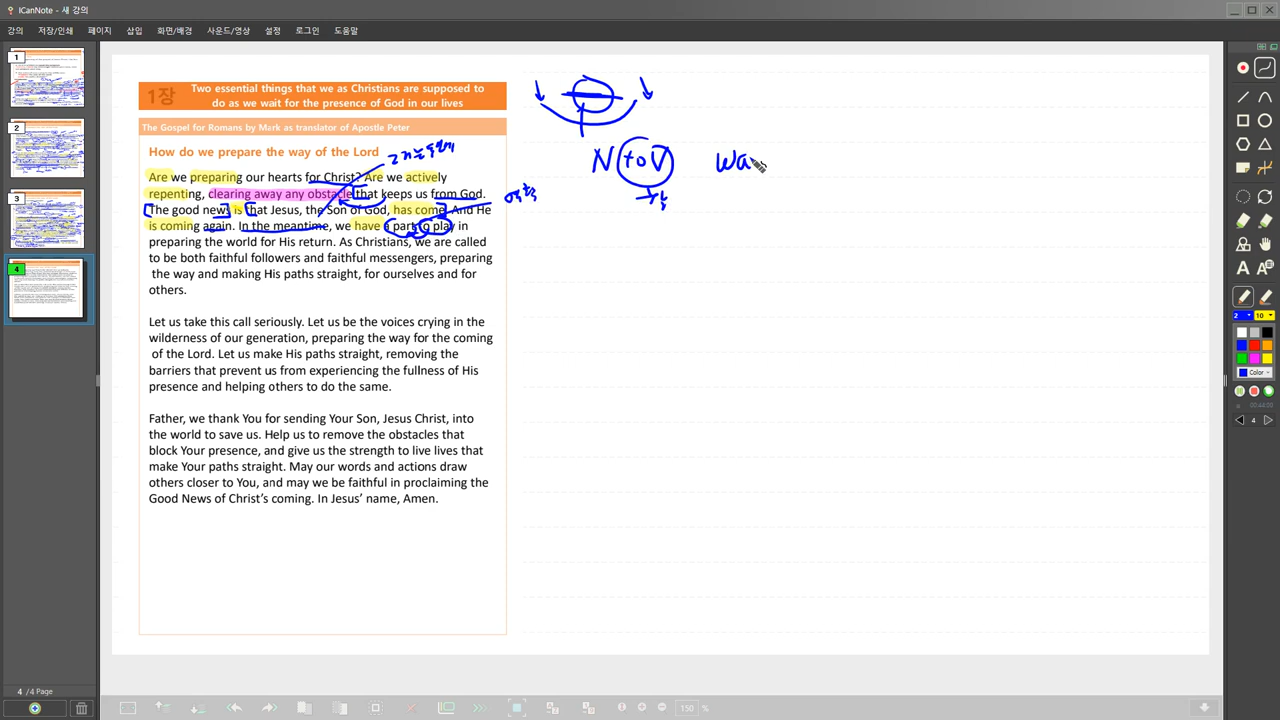 ICanNote - 새 강의
강의 저장/인쇄 페이지 삽입 사운드/영상 설정 로그인 도움말
1
2
3
4
1장 Two essential things that we as Christians are supposed to
do as we wait for the presence of God in our lives
The Gospel for Romans by Mark as translator of Apostle Peter
How do we prepare the way of the Lord
Are we preparing our hearts for Christ? Are we actively
repenting, clearing away any obstacle that keeps us from God.
The good news is that Jesus, the Son of God, has come. And He
is coming again. In the meantime, we have a part to play in
preparing the world for His return. As Christians, we are called
to be both faithful followers and faithful messengers, preparing
the way and making His paths straight, for ourselves and for
others.
Let us take this call seriously. Let us be the voices crying in the
wilderness of our generation, preparing the way for the coming
of the Lord. Let us make His paths straight, removing the
barriers that prevent us from experiencing the fullness of His
presence and helping others to do the same.
Father, we thank You for sending Your Son, Jesus Christ, into
the world to save us. Help us to remove the obstacles that
block Your presence, and give us the strength to live lives that
make Your paths straight. May our words and actions draw
others closer to You, and may we be faithful in proclaiming the
Good News of Christ's coming. In Jesus' name, Amen.
N to V wa
2 10
Color
00:00:00
4
4 / 4 Page
150 %